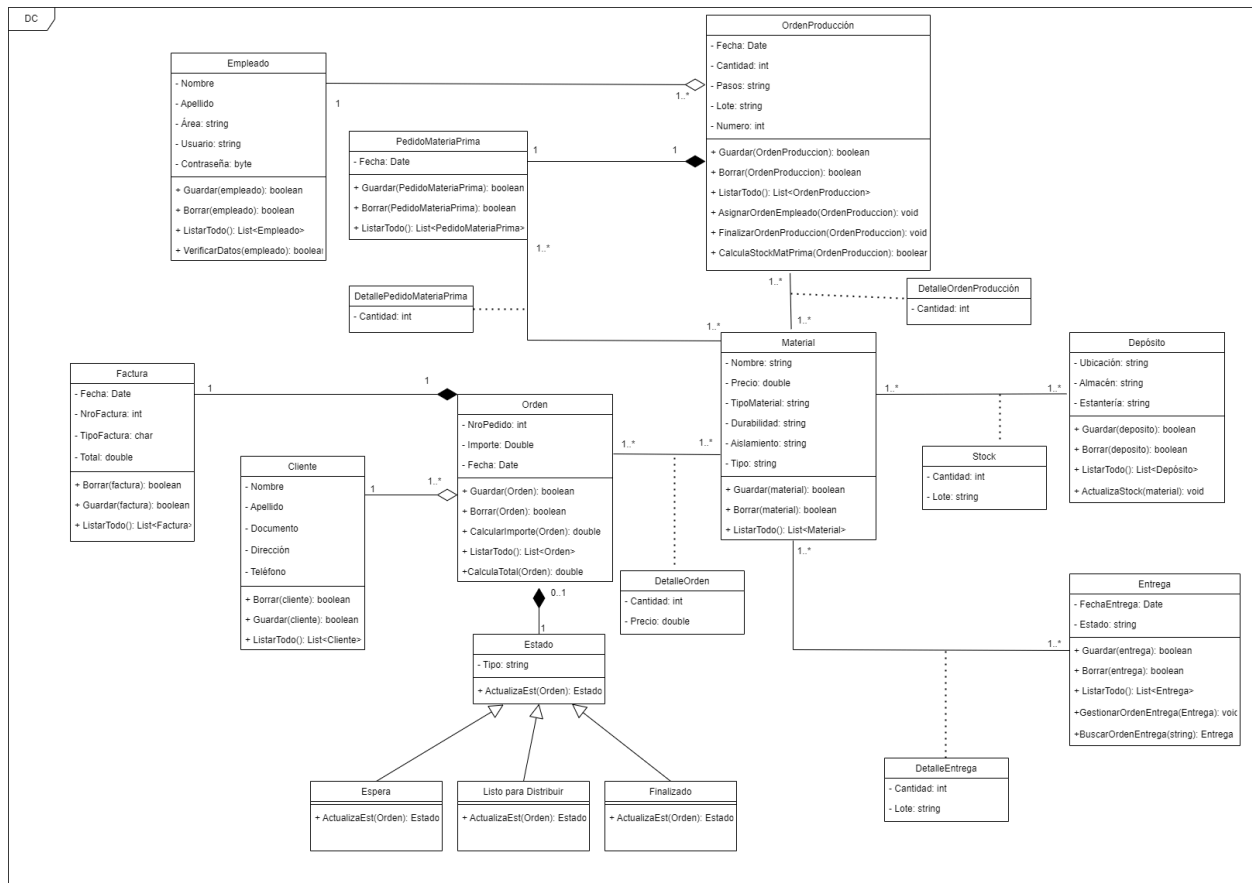 DC
OrdenProducción
- Fecha: Date
- Cantidad: int
- Pasos: string
- Lote: string
- Numero: int
+ Guardar(OrdenProduccion): boolean
+ Borrar(OrdenProduccion): boolean
+ ListarTodo(): List<OrdenProduccion>
+ AsignarOrdenEmpleado(OrdenProduccion): void
+ FinalizarOrdenProduccion(OrdenProduccion): void
+ CalculaStockMatPrima(OrdenProduccion): boolean
Empleado
- Nombre
- Apellido
- Área: string
- Usuario: string
- Contraseña: byte
+ Guardar(empleado): boolean
+ Borrar(empleado): boolean
+ ListarTodo(): List<Empleado>
+ VerificarDatos(empleado): boolean
1
1..*
PedidoMateriaPrima
- Fecha: Date
+ Guardar(PedidoMateriaPrima): boolean
+ Borrar(PedidoMateriaPrima): boolean
+ ListarTodo(): List<PedidoMateriaPrima>
1
1
1..*
1..*
DetallePedidoMateriaPrima
- Cantidad: int
1..*
1..*
DetalleOrdenProducción
- Cantidad: int
Material
- Nombre: string
- Precio: double
- TipoMaterial: string
- Durabilidad: string
- Aislamiento: string
- Tipo: string
+ Guardar(material): boolean
+ Borrar(material): boolean
+ ListarTodo(): List<Material>
Depósito
- Ubicación: string
- Almacén: string
- Estantería: string
+ Guardar(deposito): boolean
+ Borrar(deposito): boolean
+ ListarTodo(): List<Depósito>
+ ActualizaStock(material): void
1..*
1..*
Stock
- Cantidad: int
- Lote: string
Factura
- Fecha: Date
- NroFactura: int
- TipoFactura: char
- Total: double
+ Borrar(factura): boolean
+ Guardar(factura): boolean
+ ListarTodo(): List<Factura>
1
1
Orden
- NroPedido: int
- Importe: Double
- Fecha: Date
+ Guardar(Orden): boolean
+ Borrar(Orden): boolean
+ CalcularImporte(Orden): double
+ ListarTodo(): List<Orden>
+CalculaTotal(Orden): double
1..*
1..*
Cliente
- Nombre
- Apellido
- Documento
- Dirección
- Teléfono
+ Borrar(cliente): boolean
+ Guardar(cliente): boolean
+ ListarTodo(): List<Cliente>
1
1..*
DetalleOrden
- Cantidad: int
- Precio: double
0..1
1
Estado
- Tipo: string
+ ActualizaEst(Orden): Estado
Espera
+ ActualizaEst(Orden): Estado
Listo para Distribuir
+ ActualizaEst(Orden): Estado
Finalizado
+ ActualizaEst(Orden): Estado
1..*
1..*
Entrega
- FechaEntrega: Date
- Estado: string
+ Guardar(entrega): boolean
+ Borrar(entrega): boolean
+ ListarTodo(): List<Entrega>
+GestionarOrdenEntrega(Entrega): void
+BuscarOrdenEntrega(string): Entrega
DetalleEntrega
- Cantidad: int
- Lote: string